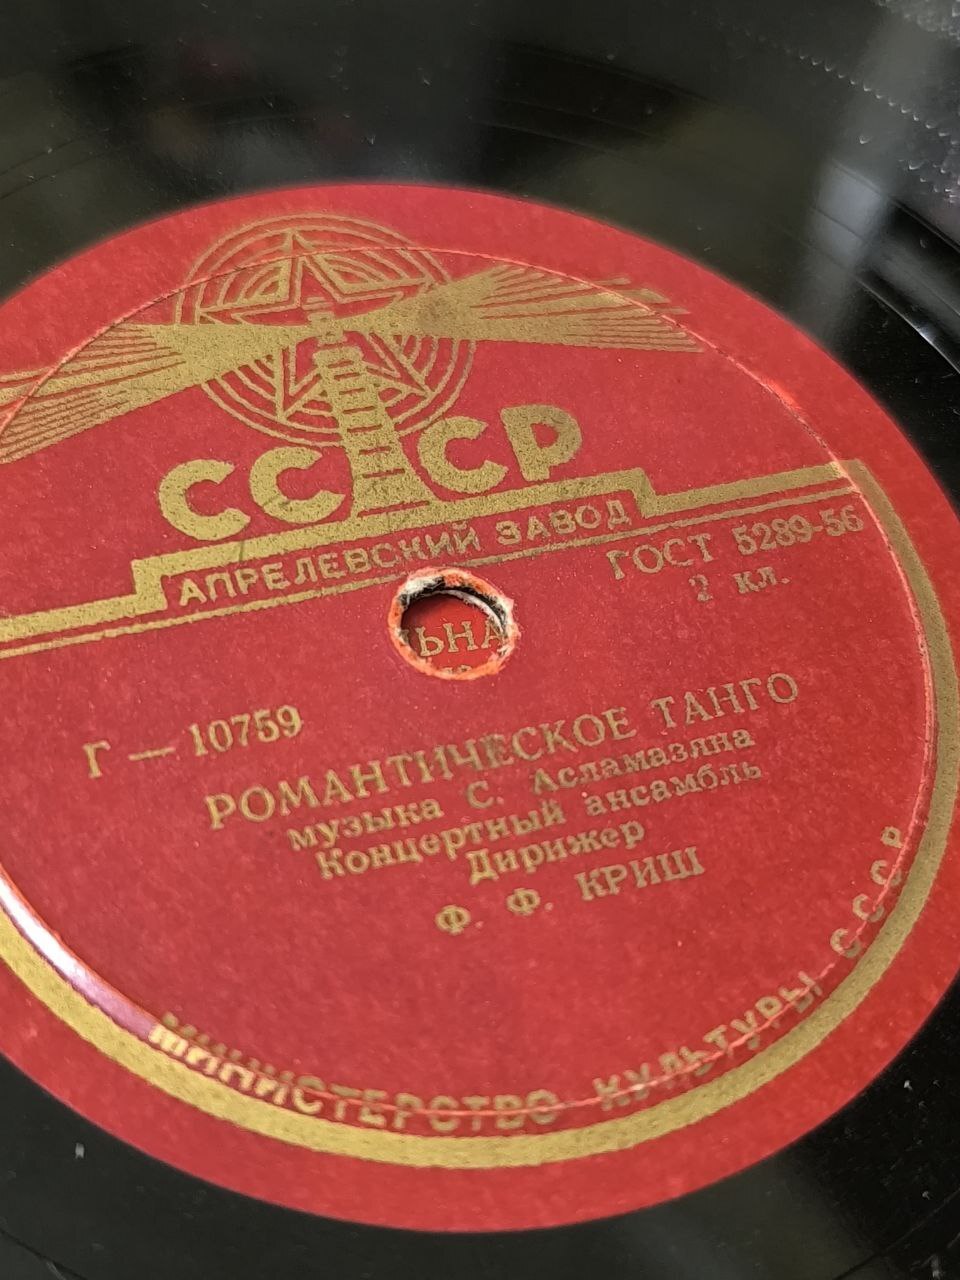 СССР
АПРЕЛЕВСКИЙ ЗАВОД
ГОСТ 5289-56
2 кл.
ЬНА
Г — 10759
РОМАНТИЧЕСКОЕ ТАНГО
музыка С. Асламазяна
Концертный ансамбль
Дирижер
Ф. Ф. КРИШ
МИНИСТЕРСТВО КУЛЬТУРЫ СССР